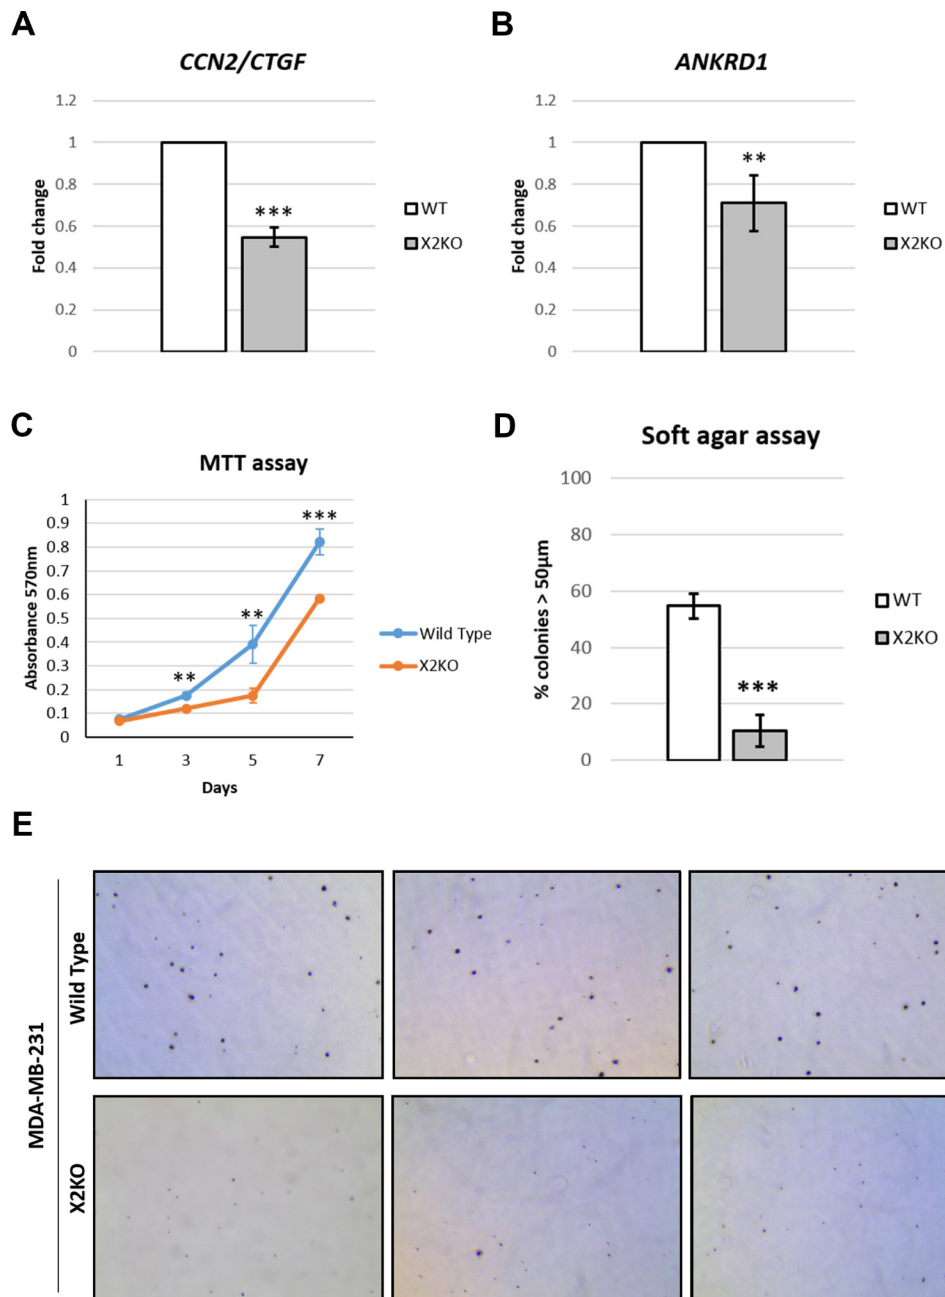 A
CCN2/CTGF
1.2
1
0.8
0.6
0.4
0.2
0
Fold change
***
WT
X2KO
B
ANKRD1
1.2
1
0.8
0.6
0.4
0.2
0
Fold change
**
WT
X2KO
C
MTT assay
1
0.9
0.8
0.7
0.6
0.5
0.4
0.3
0.2
0.1
0
Absorbance 570nm
**
**
***
1 3 5 7
Days
Wild Type
X2KO
D
Soft agar assay
100
80
60
40
20
0
% colonies > 50µm
***
WT
X2KO
E
MDA-MB-231
Wild Type
X2KO